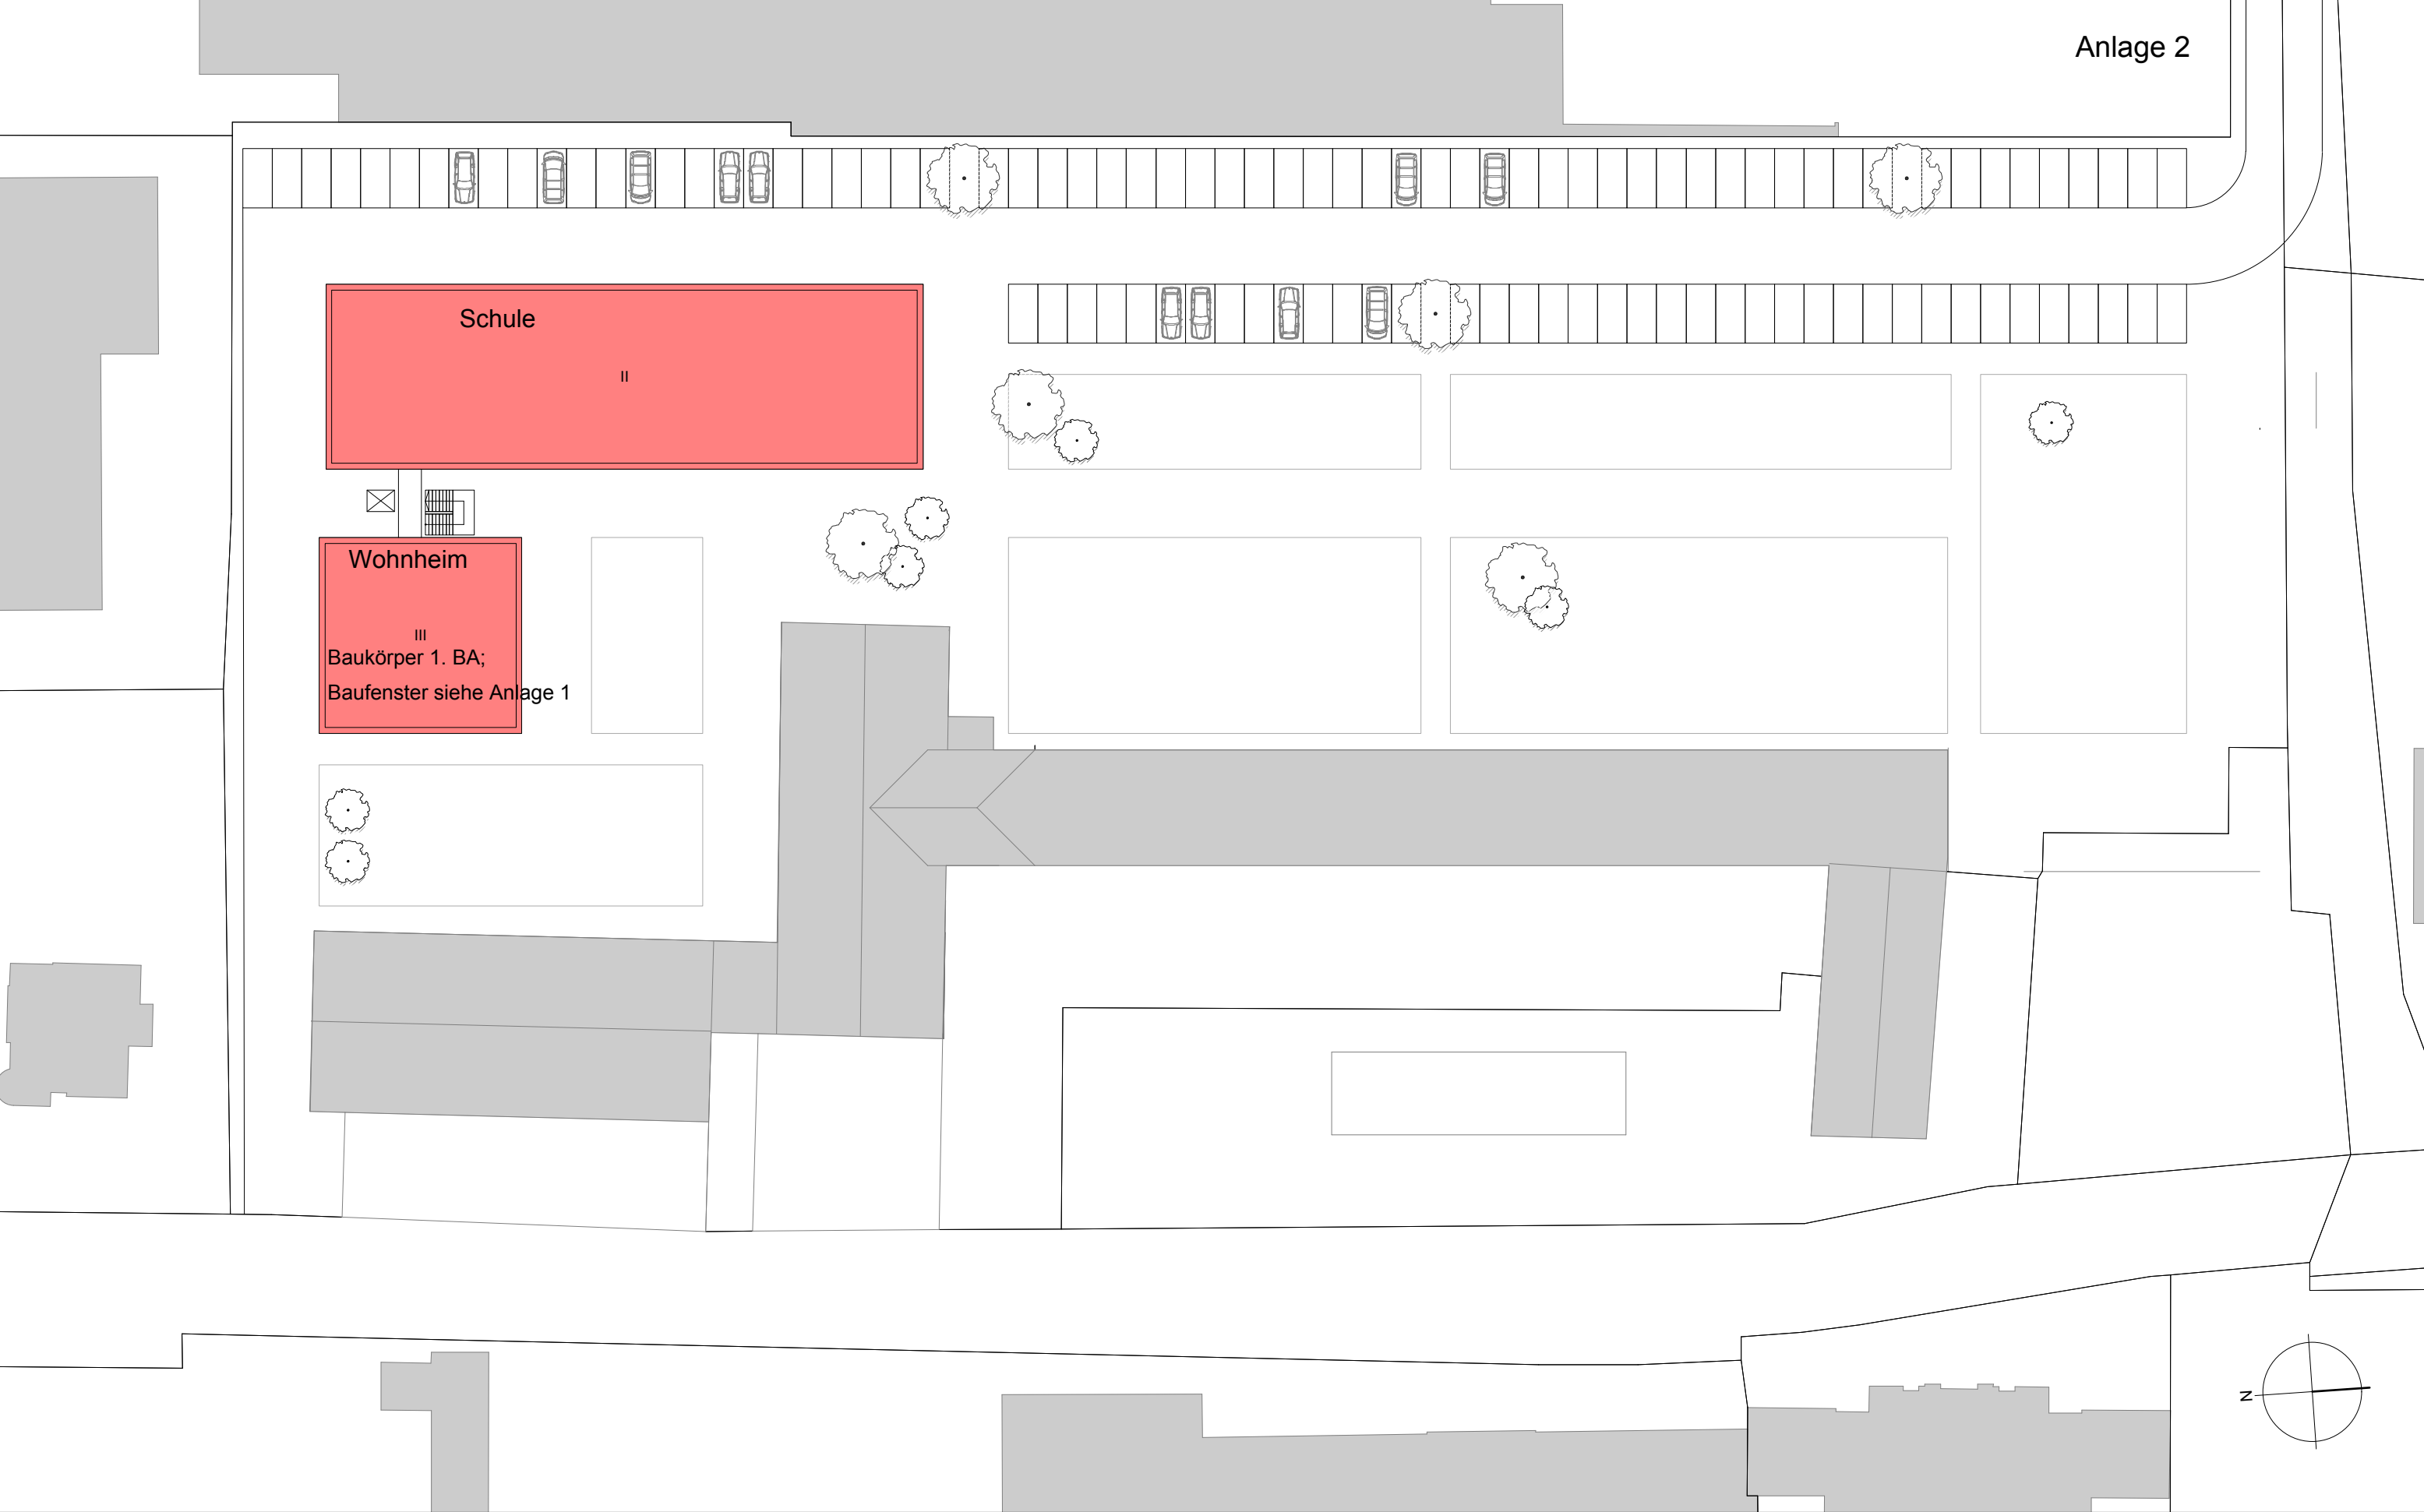 Anlage 2
Schule
II
Wohnheim
III
Baukörper 1. BA;
Baufenster siehe Anlage 1
N